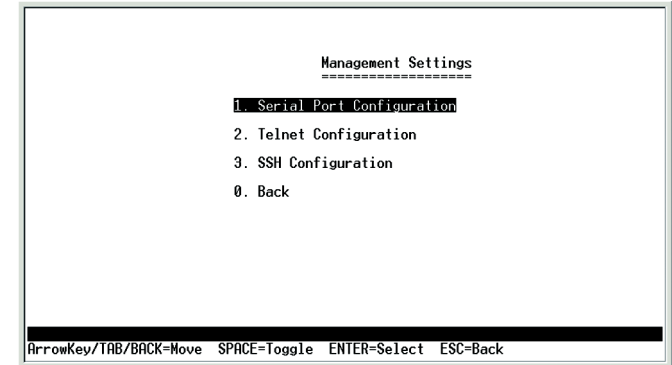 Management Settings
===================
1. Serial Port Configuration
2. Telnet Configuration
3. SSH Configuration
0. Back
ArrowKey/TAB/BACK=Move  SPACE=Toggle  ENTER=Select  ESC=Back